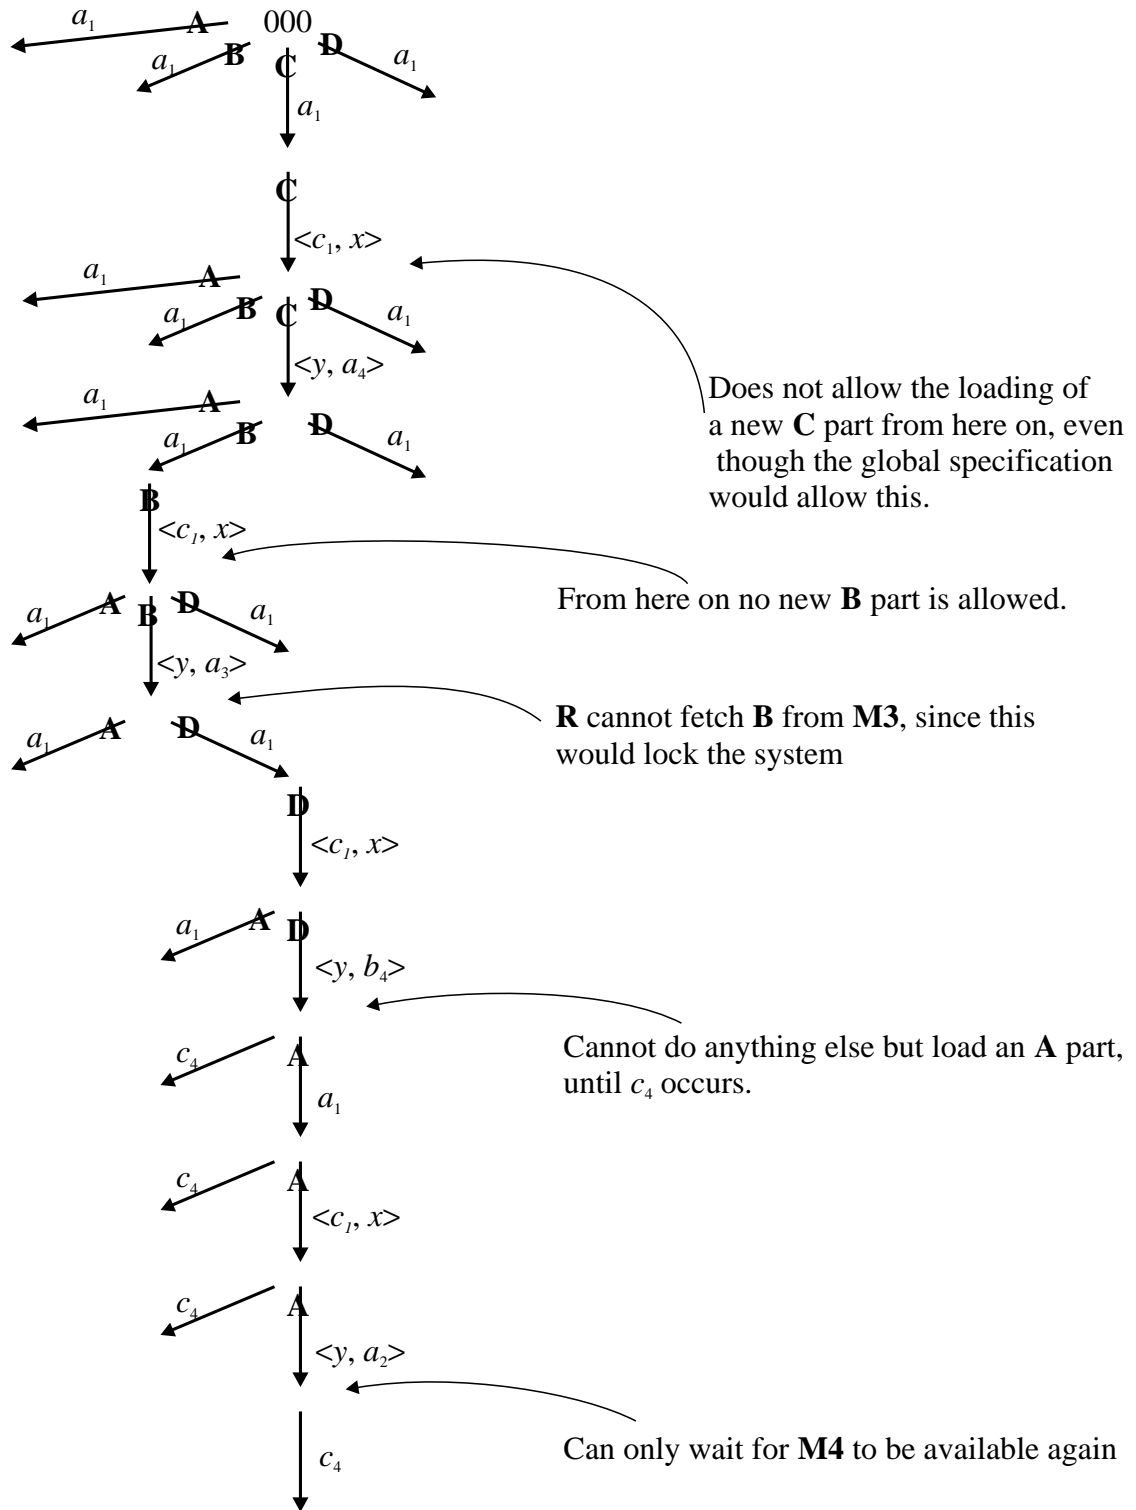 a₁ A 000
a₁ B C D a₁
a₁
C
<c₁, x>
a₁ A
a₁ B C D a₁
<y, a₄>
a₁ A
a₁ B D a₁
Does not allow the loading of
a new C part from here on, even
though the global specification
would allow this.
B
<c₁, x>
From here on no new B part is allowed.
a₁ A B D a₁
<y, a₃>
R cannot fetch B from M3, since this
would lock the system
a₁ A D a₁
D
<c₁, x>
a₁ A D
<y, b₄>
Cannot do anything else but load an A part,
until c₄ occurs.
c₄ A
a₁
c₄ A
<c₁, x>
c₄ A
<y, a₂>
Can only wait for M4 to be available again
c₄